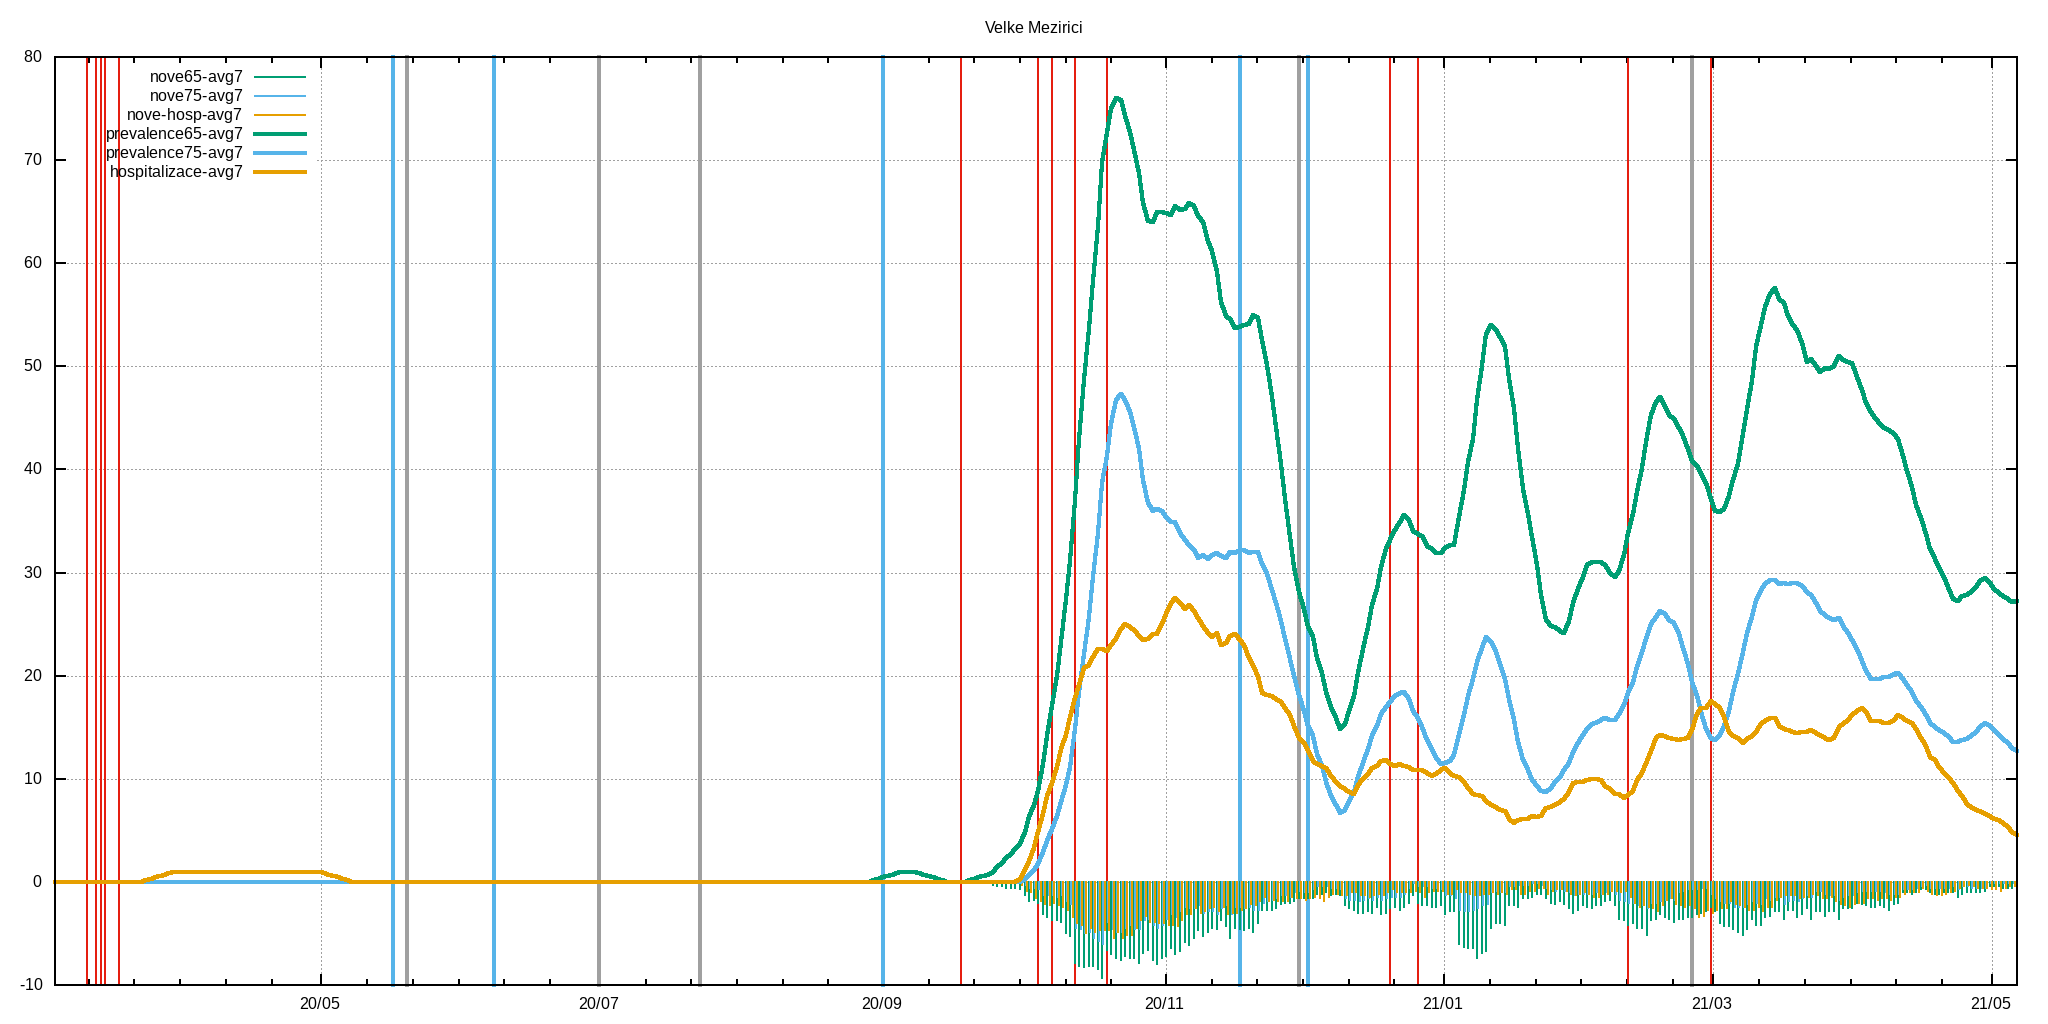 Velke Mezirici
80
nove65-avg7
nove75-avg7
nove-hosp-avg7
prevalence65-avg7
prevalence75-avg7
hospitalizace-avg7
70
60
50
40
30
20
10
0
-10
20/05 20/07 20/09 20/11 21/01 21/03 21/05